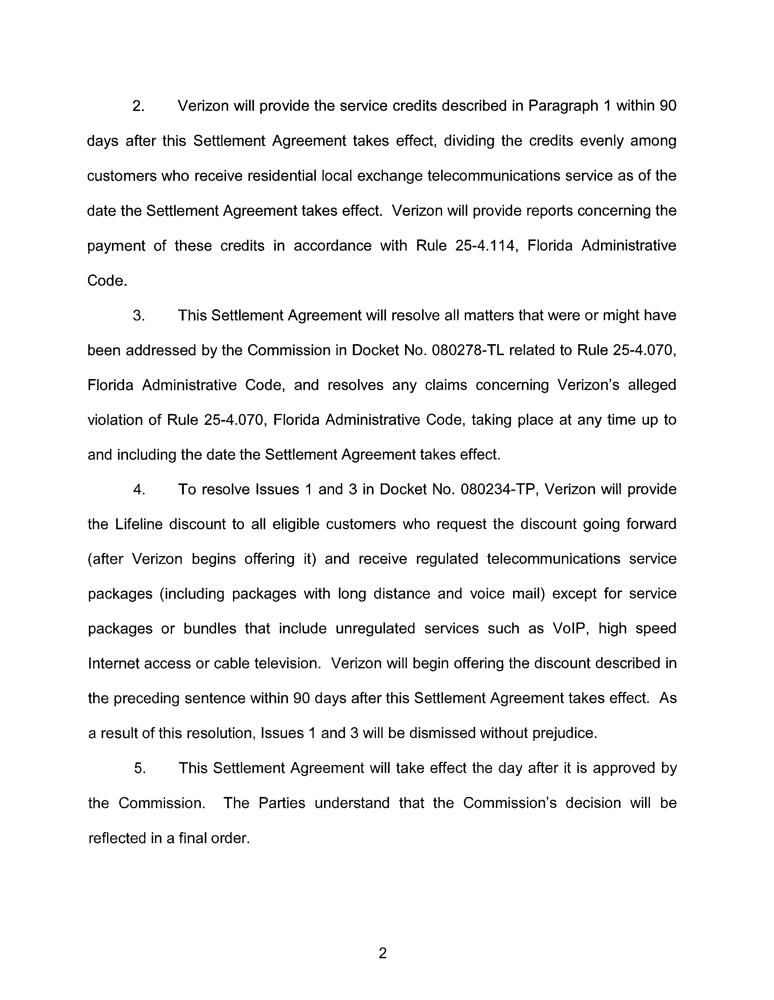 2. Verizon will provide the service credits described in Paragraph 1 within 90
days after this Settlement Agreement takes effect, dividing the credits evenly among
customers who receive residential local exchange telecommunications service as of the
date the Settlement Agreement takes effect. Verizon will provide reports concerning the
payment of these credits in accordance with Rule 25-4.114, Florida Administrative
Code.
3. This Settlement Agreement will resolve all matters that were or might have
been addressed by the Commission in Docket No. 080278-TL related to Rule 25-4.070,
Florida Administrative Code, and resolves any claims concerning Verizon's alleged
violation of Rule 25-4.070, Florida Administrative Code, taking place at any time up to
and including the date the Settlement Agreement takes effect.
4. To resolve Issues 1 and 3 in Docket No. 080234-TP, Verizon will provide
the Lifeline discount to all eligible customers who request the discount going forward
(after Verizon begins offering it) and receive regulated telecommunications service
packages (including packages with long distance and voice mail) except for service
packages or bundles that include unregulated services such as VoIP, high speed
Internet access or cable television. Verizon will begin offering the discount described in
the preceding sentence within 90 days after this Settlement Agreement takes effect. As
a result of this resolution, Issues 1 and 3 will be dismissed without prejudice.
5. This Settlement Agreement will take effect the day after it is approved by
the Commission. The Parties understand that the Commission's decision will be
reflected in a final order.
2